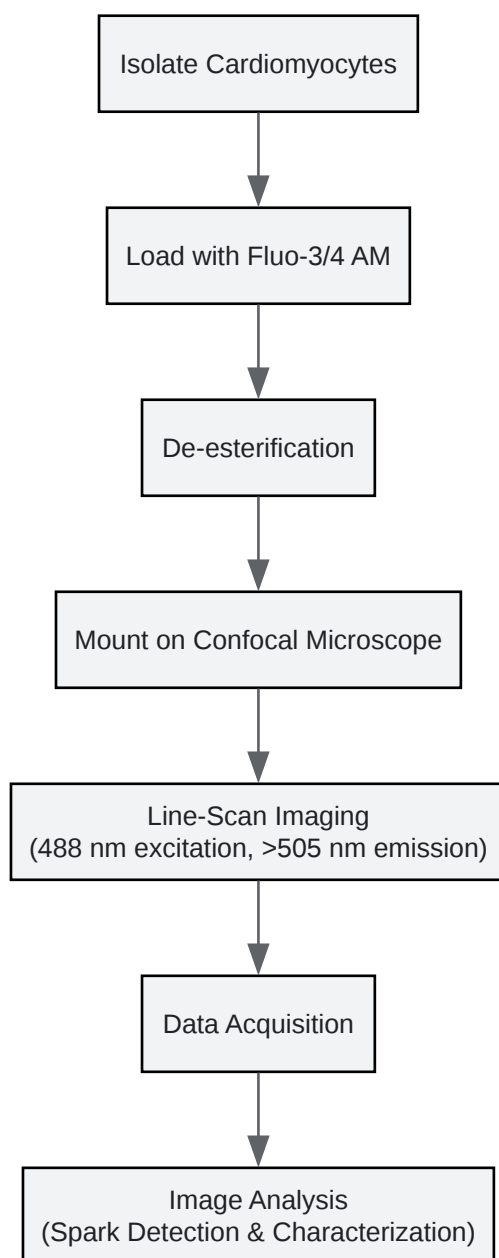 Isolate Cardiomyocytes
Load with Fluo-3/4 AM
De-esterification
Mount on Confocal Microscope
Line-Scan Imaging
(488 nm excitation, >505 nm emission)
Data Acquisition
Image Analysis
(Spark Detection & Characterization)